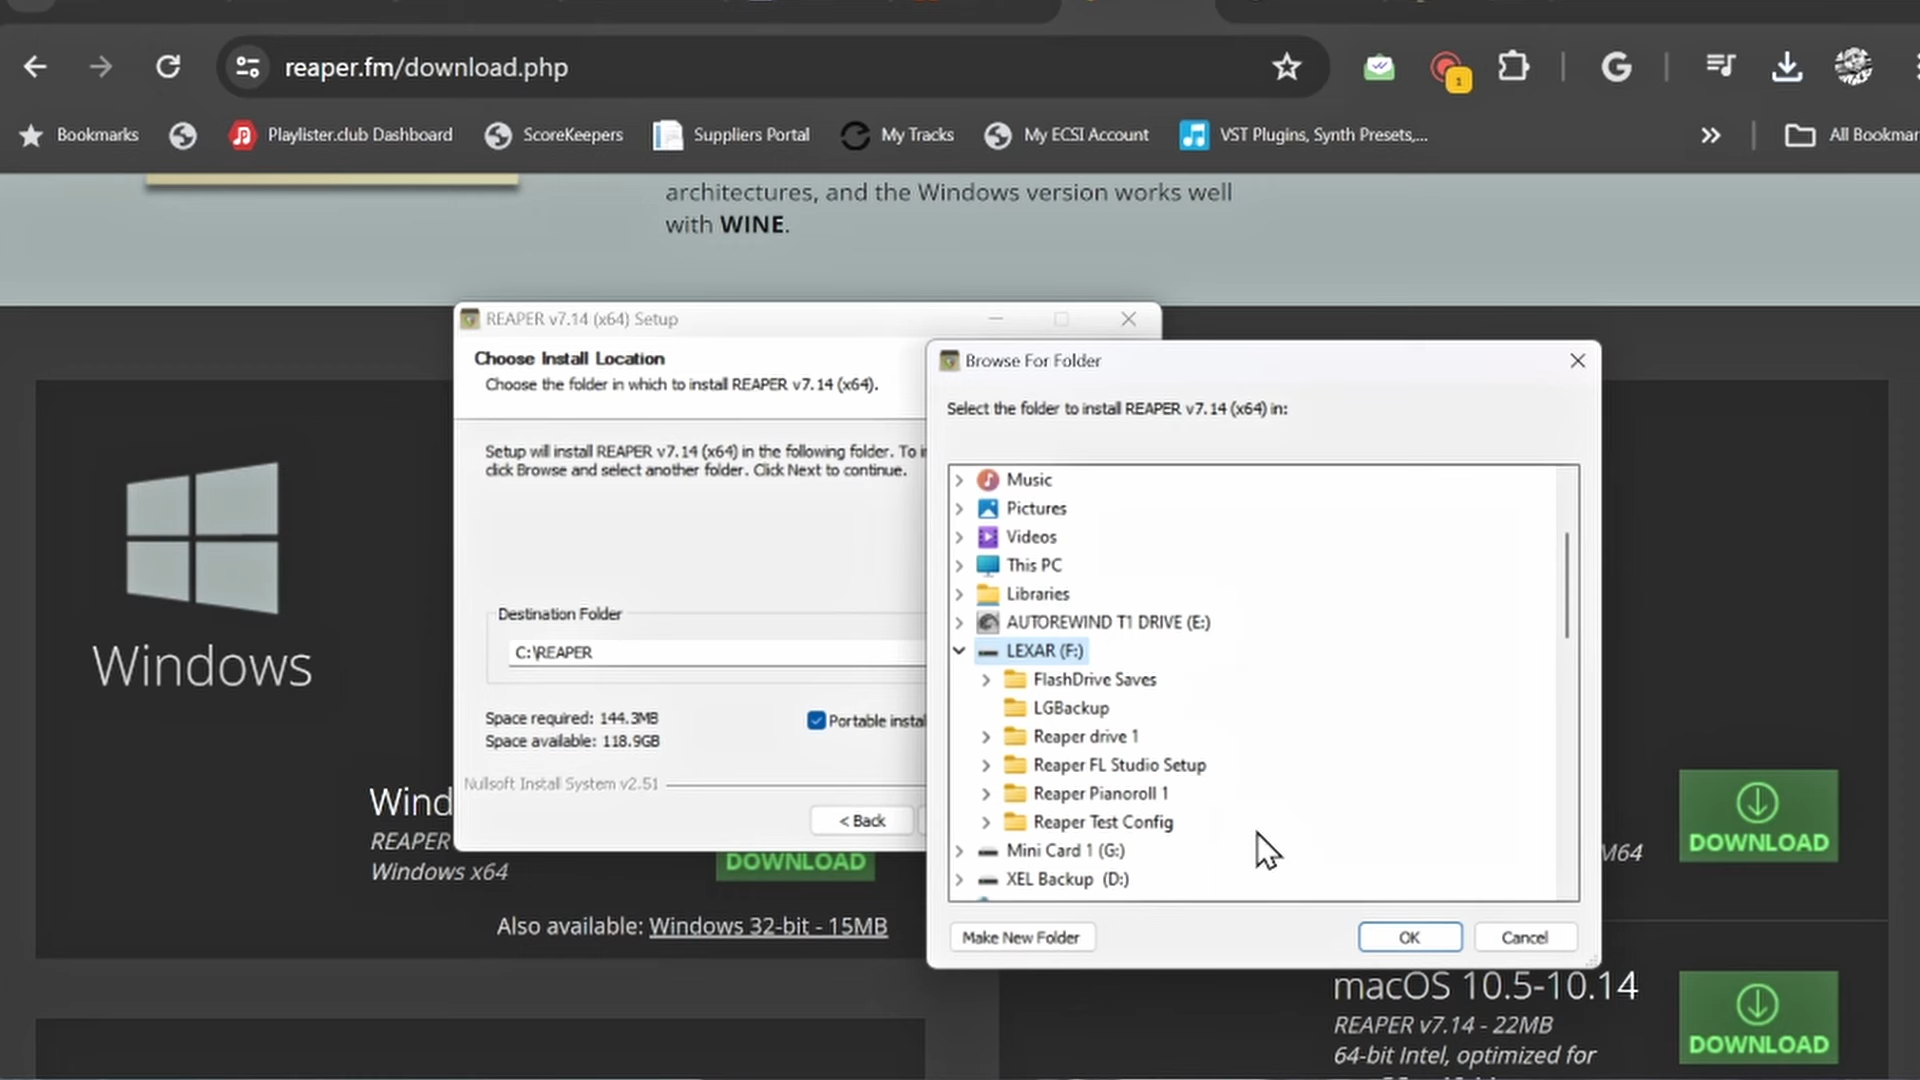 reaper.fm/download.php
1
Bookmarks
Playlister.club Dashboard
ScoreKeepers
Suppliers Portal
My Tracks
My ECSI Account
VST Plugins, Synth Presets,...
All Bookmar
architectures, and the Windows version works well
with WINE.
REAPER v7.14 (x64) Setup
Choose Install Location
Choose the folder in which to install REAPER v7.14 (x64).
Setup will install REAPER v7.14 (x64) in the following folder. To i
click Browse and select another folder. Click Next to continue.
Destination Folder
C:\REAPER
Space required: 144.3MB
Space available: 118.9GB
Portable instal
Nullsoft Install System v2.51
< Back
Browse For Folder
Select the folder to install REAPER v7.14 (x64) in:
Music
Pictures
Videos
This PC
Libraries
AUTOREWIND T1 DRIVE (E:)
LEXAR (F:)
FlashDrive Saves
LGBackup
Reaper drive 1
Reaper FL Studio Setup
Reaper Pianoroll 1
Reaper Test Config
Mini Card 1 (G:)
XEL Backup (D:)
Make New Folder
OK
Cancel
Windows
Wind
REAPER
Windows x64
DOWNLOAD
Also available: Windows 32-bit - 15MB
M64
DOWNLOAD
macOS 10.5-10.14
REAPER v7.14 - 22MB
64-bit Intel, optimized for
DOWNLOAD